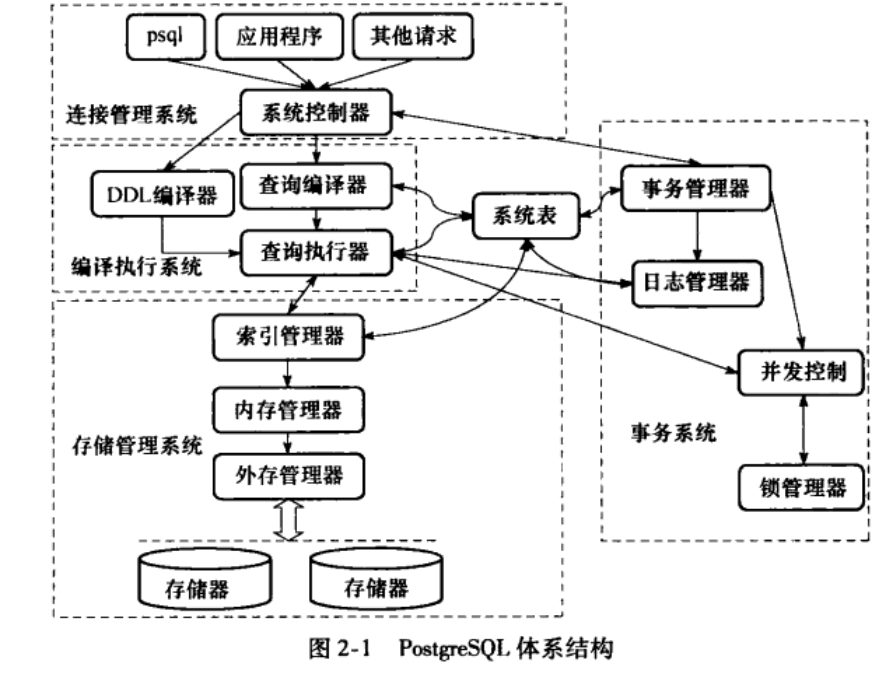 psql
应用程序
其他请求
连接管理系统
系统控制器
DDL编译器
查询编译器
系统表
事务管理器
编译执行系统
查询执行器
日志管理器
索引管理器
并发控制
内存管理器
存储管理系统
事务系统
外存管理器
锁管理器
存储器
存储器
图 2-1 PostgreSQL 体系结构